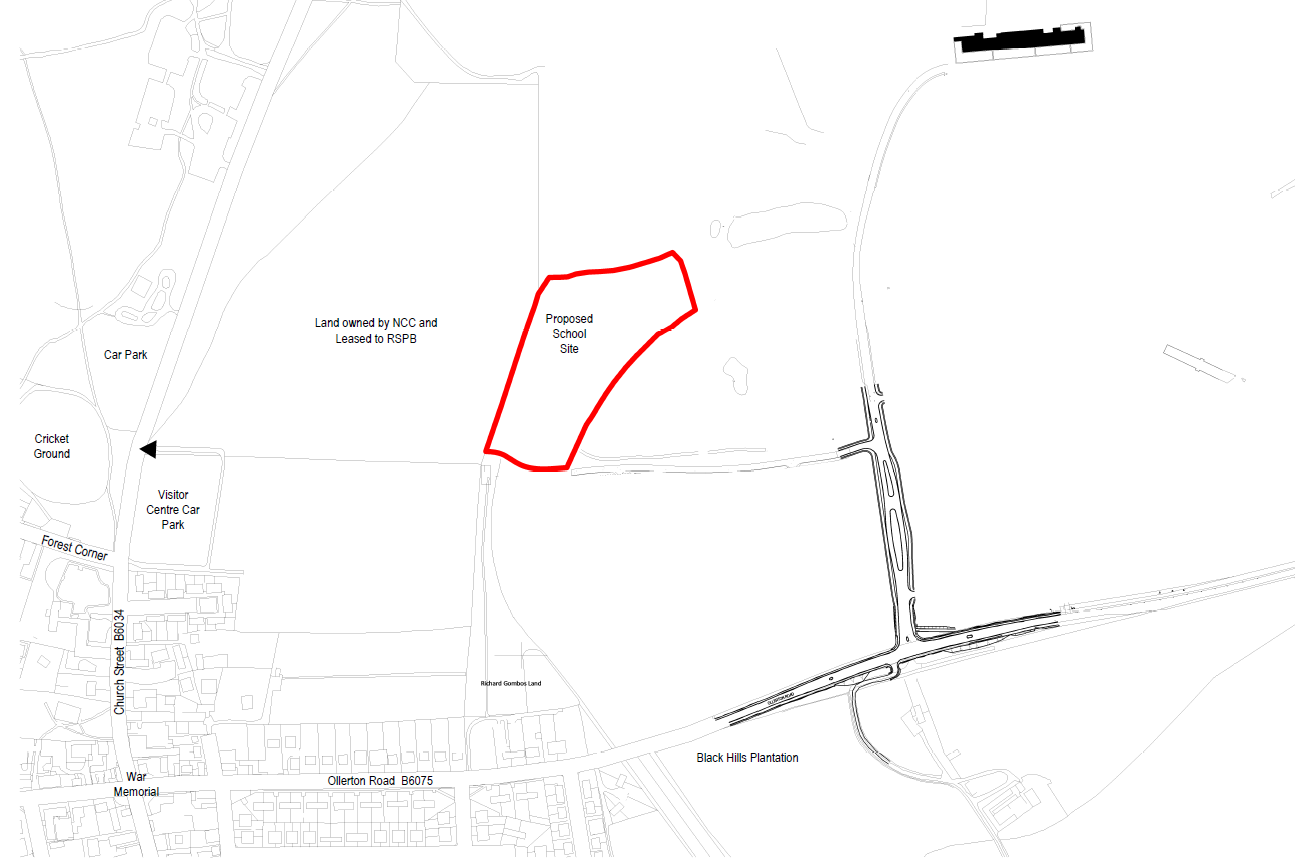 Proposed
School
Site
Land owned by NCC and
Leased to RSPB
Car Park
Cricket
Ground
Visitor
Centre Car
Park
Forest Corner
Church Street B6034
Richard Gombos Land
War
Memorial
Ollerton Road B6075
Black Hills Plantation